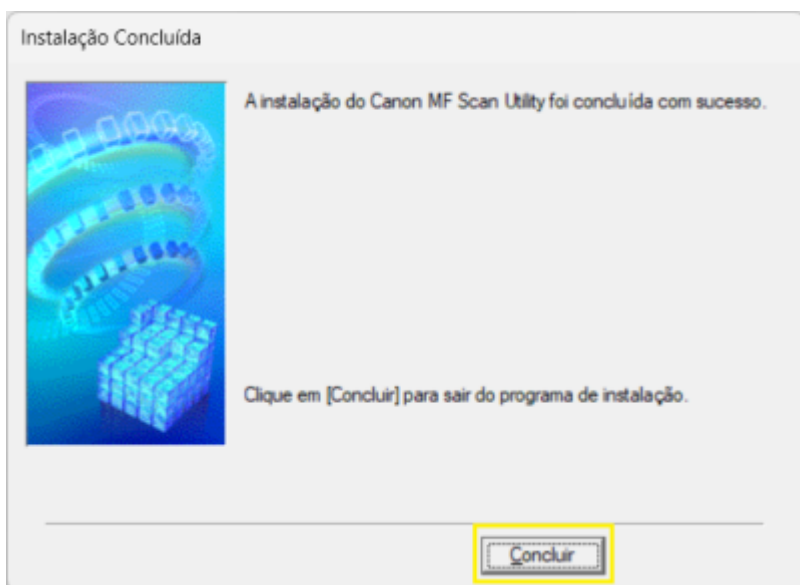 Instalação Concluída
A instalação do Canon MF Scan Utility foi concluída com sucesso.
Clique em [Concluir] para sair do programa de instalação.
Concluir